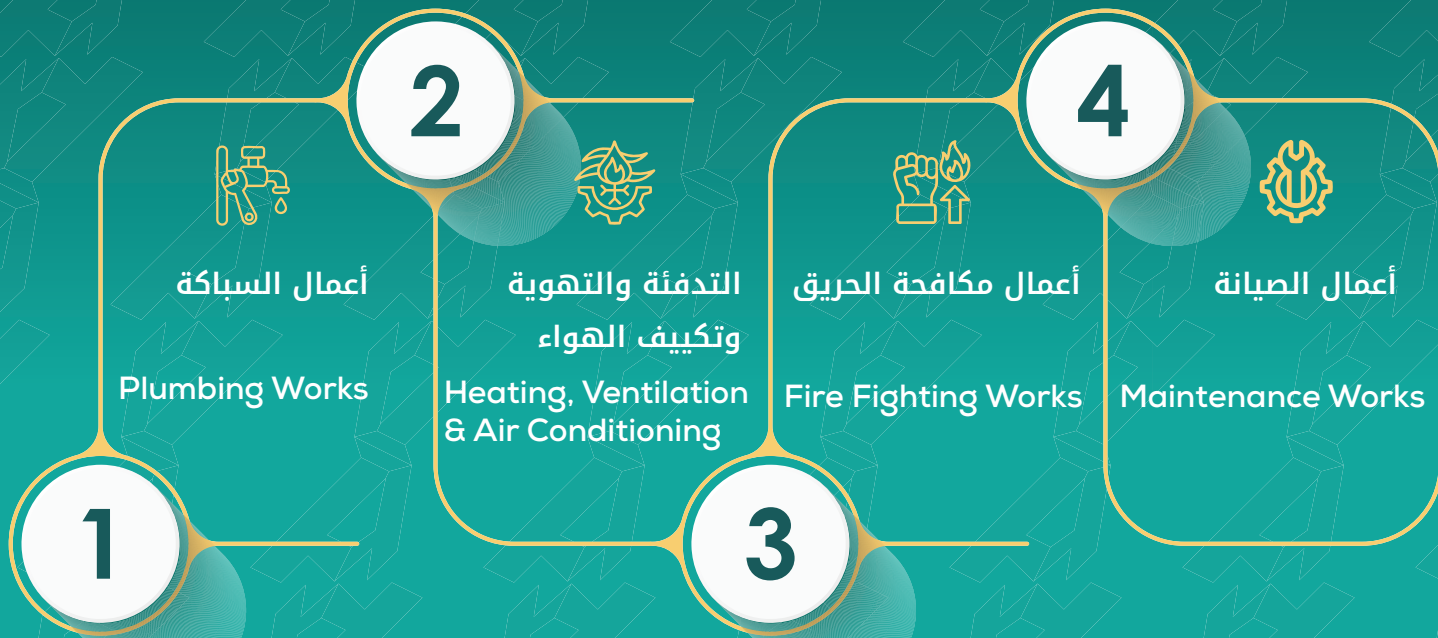 1
أعمال السباكة
Plumbing Works
2
التدفئة والتهوية
وتكييف الهواء
Heating, Ventilation
& Air Conditioning
3
أعمال مكافحة الحريق
Fire Fighting Works
4
أعمال الصيانة
Maintenance Works